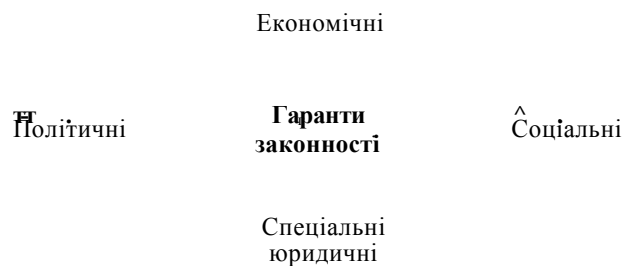 Економічні
Політичні
Гаранти
законності
Соціальні
Спеціальні
юридичні